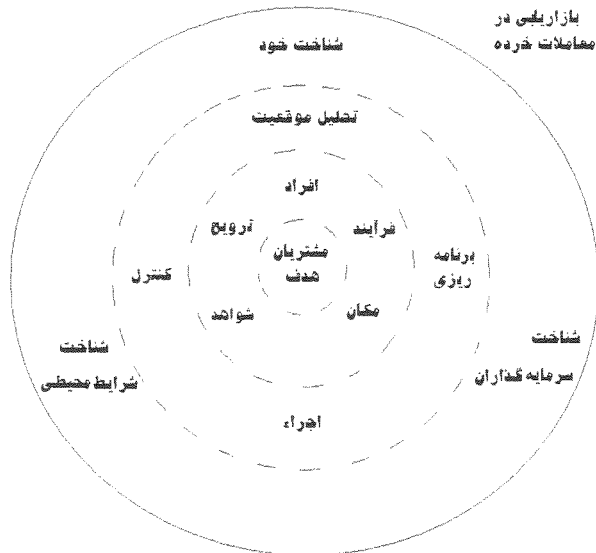 بازاریابی در
معاملات خرده
شناخت خود
تحلیل موقعیت
افراد
ترویج
فرآیند
مشتریان
هدف
برنامه
ریزی
کنترل
شواهد
مکان
شناخت
سرمایه گذاران
شناخت
شرایط محیطی
اجراء